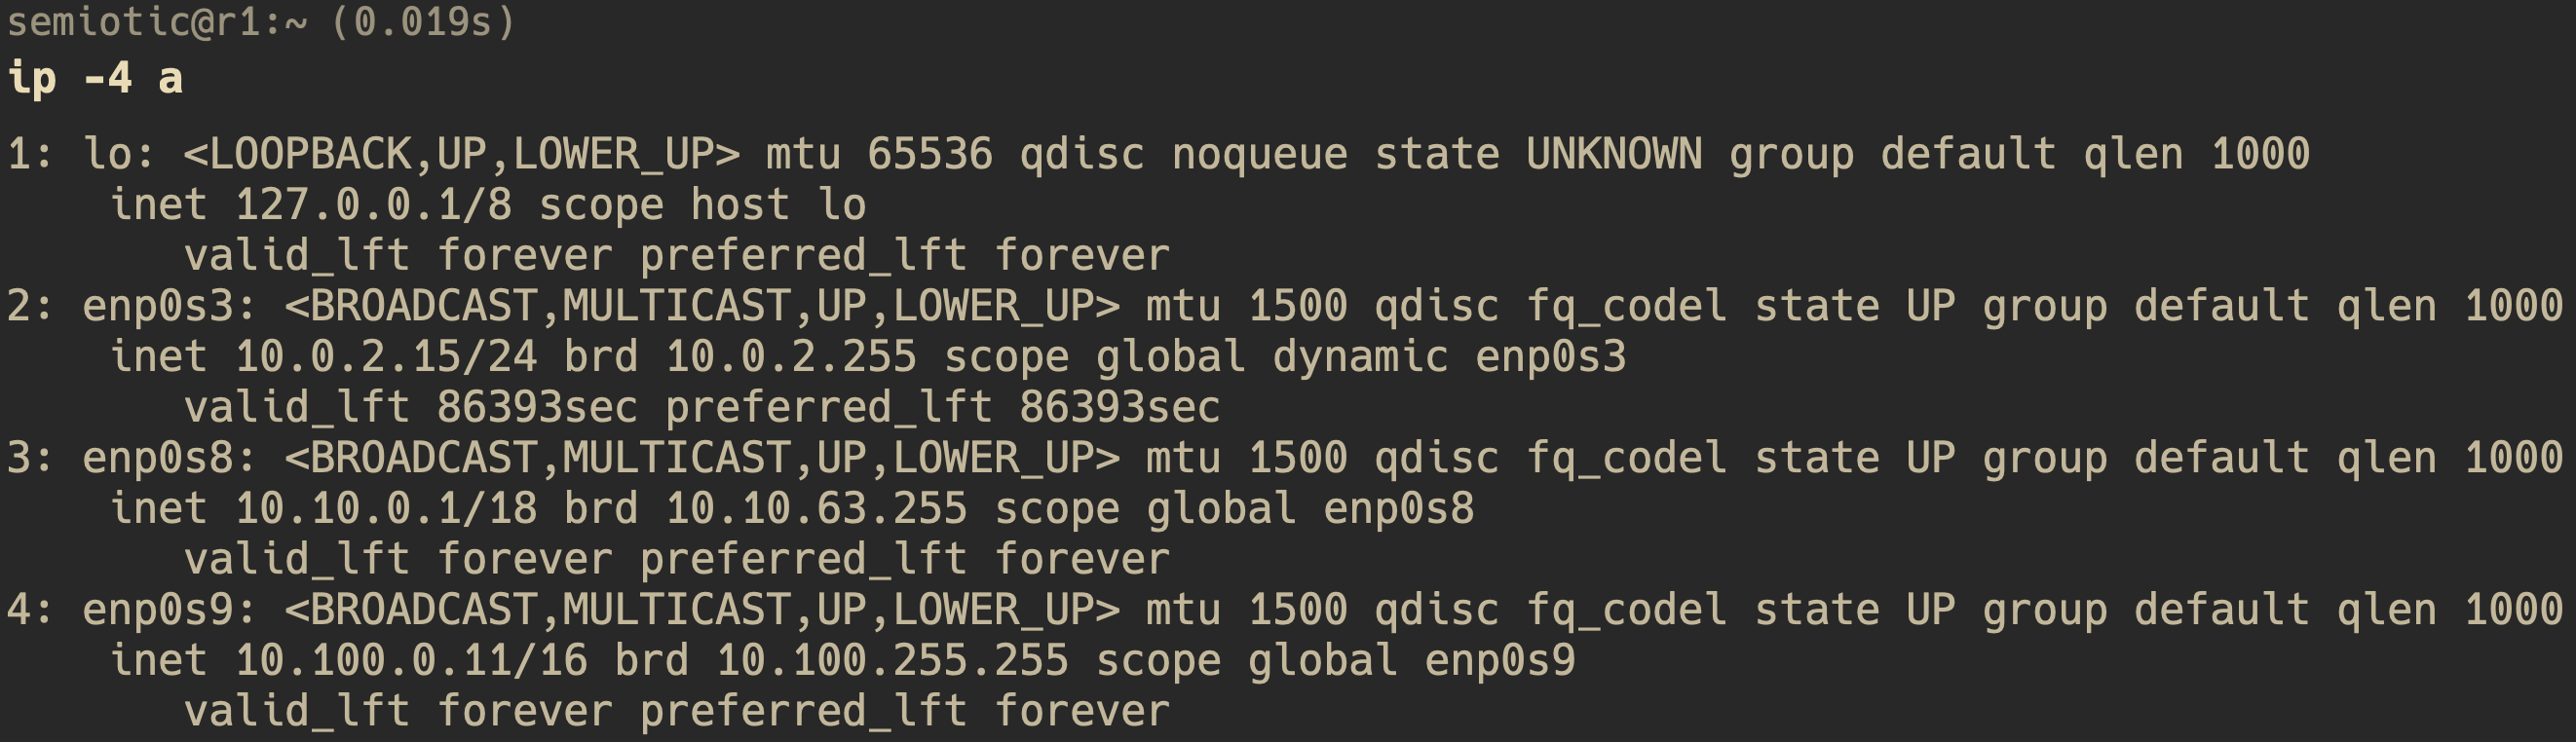 semiotic@r1:~ (0.019s)
ip -4 a
1: lo: <LOOPBACK,UP,LOWER_UP> mtu 65536 qdisc noqueue state UNKNOWN group default qlen 1000
    inet 127.0.0.1/8 scope host lo
       valid_lft forever preferred_lft forever
2: enp0s3: <BROADCAST,MULTICAST,UP,LOWER_UP> mtu 1500 qdisc fq_codel state UP group default qlen 1000
    inet 10.0.2.15/24 brd 10.0.2.255 scope global dynamic enp0s3
       valid_lft 86393sec preferred_lft 86393sec
3: enp0s8: <BROADCAST,MULTICAST,UP,LOWER_UP> mtu 1500 qdisc fq_codel state UP group default qlen 1000
    inet 10.10.0.1/18 brd 10.10.63.255 scope global enp0s8
       valid_lft forever preferred_lft forever
4: enp0s9: <BROADCAST,MULTICAST,UP,LOWER_UP> mtu 1500 qdisc fq_codel state UP group default qlen 1000
    inet 10.100.0.11/16 brd 10.100.255.255 scope global enp0s9
       valid_lft forever preferred_lft forever